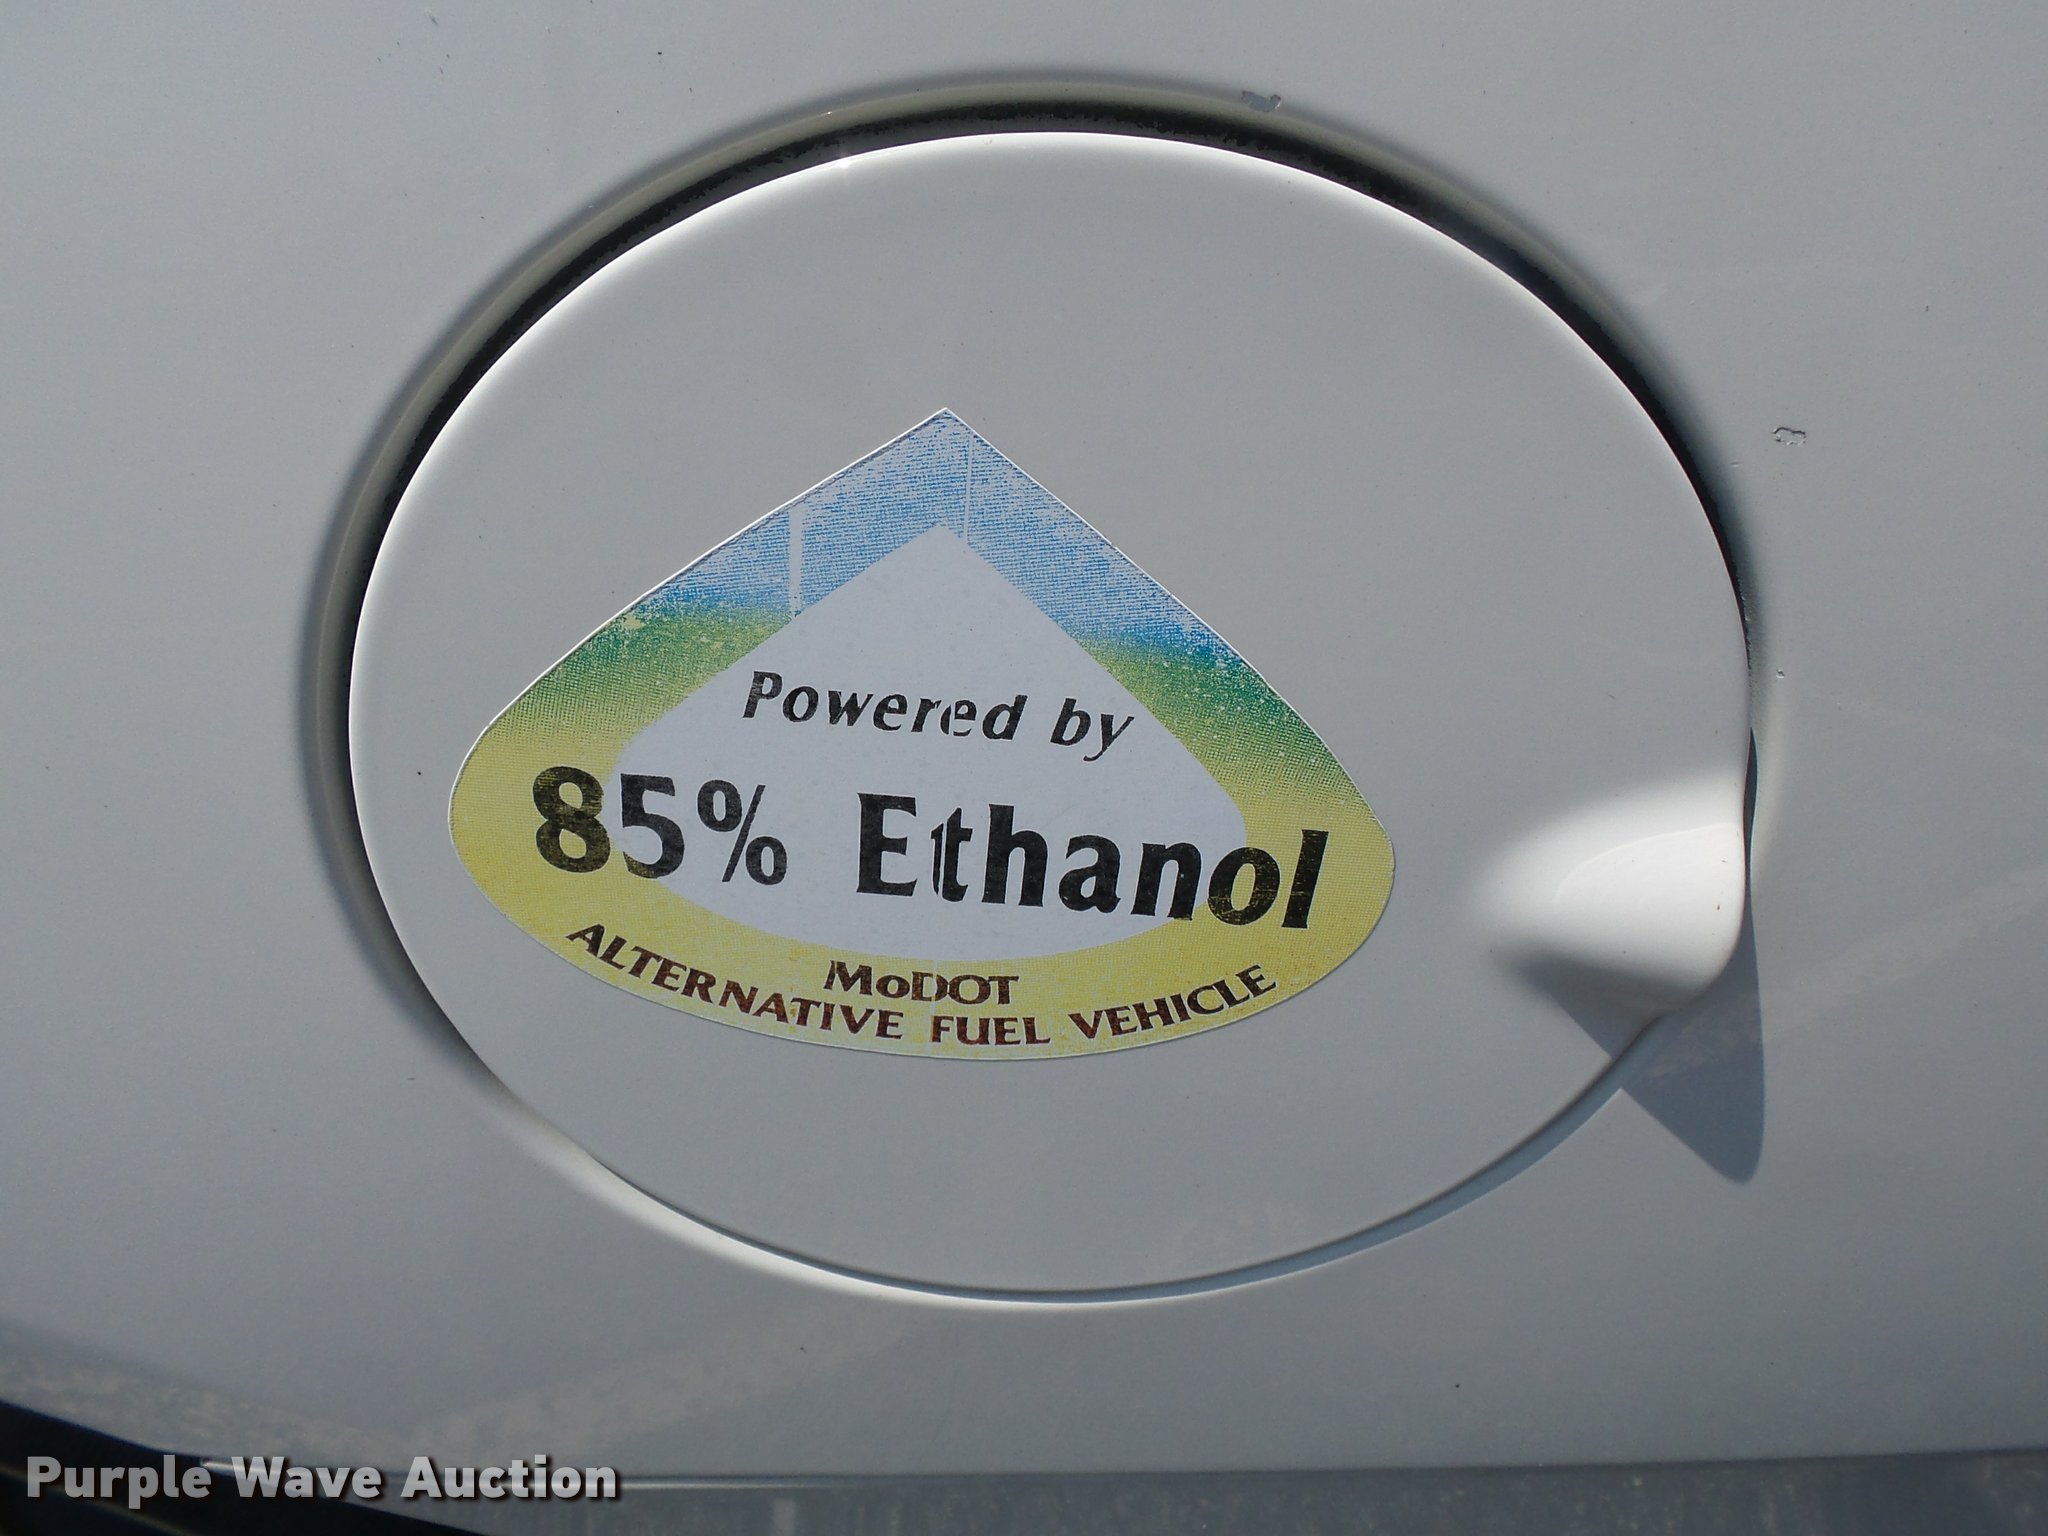 Powered by
85% Ethanol
MoDOT
ALTERNATIVE FUEL VEHICLE
Purple Wave Auction